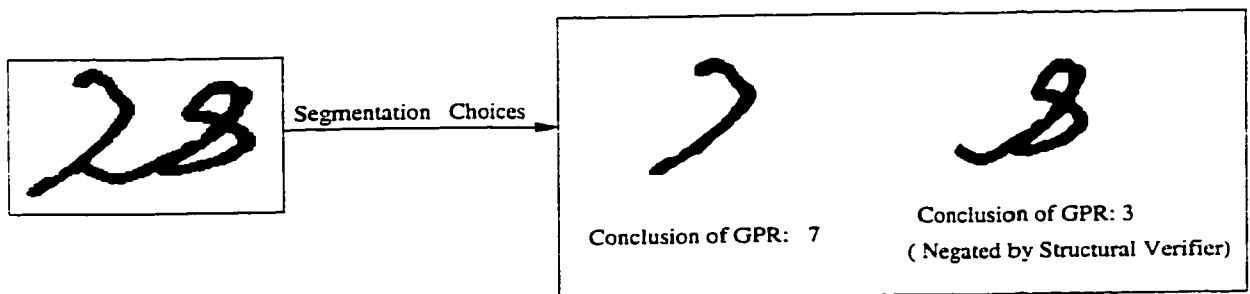 28
Segmentation Choices
7 8
Conclusion of GPR: 7
Conclusion of GPR: 3
( Negated by Structural Verifier)